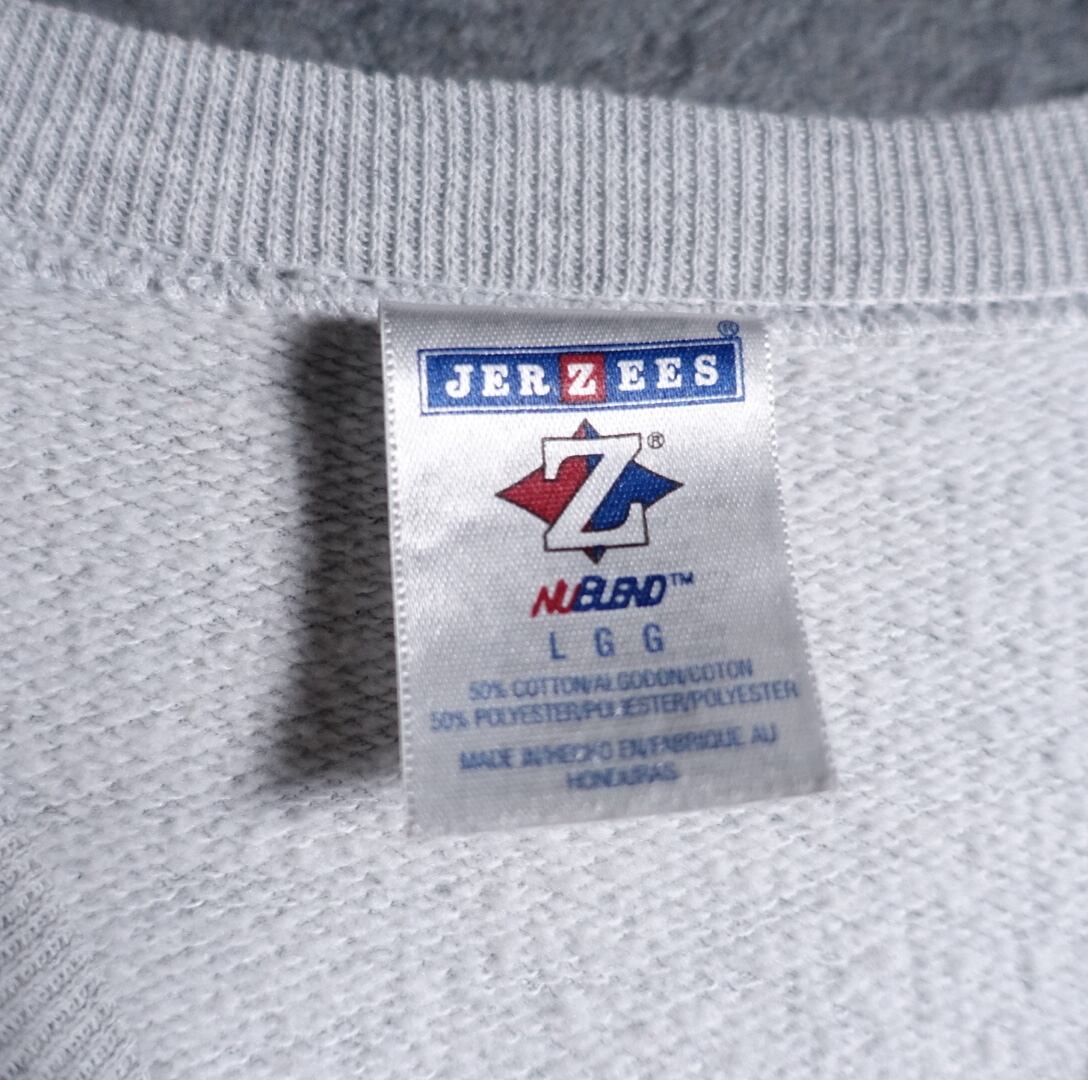 ®
JERZEES
Z®
NUBLEND™
L G G
50% COTTON/ALGODON/COTON
50% POLYESTER/POLIESTER/POLYESTER
MADE IN/HECHO EN/FABRIQUE AU
HONDURAS